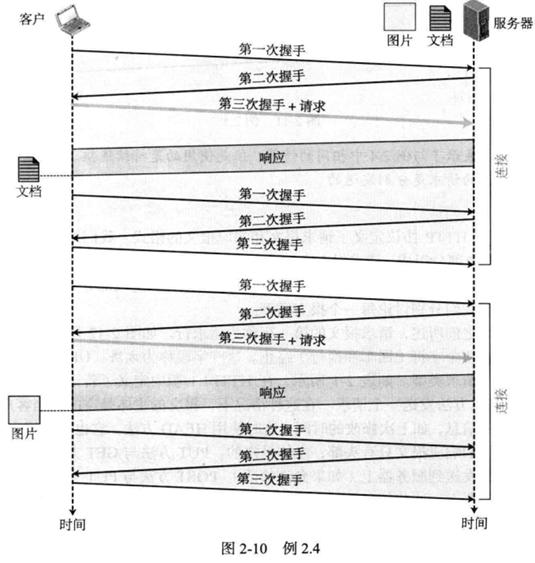 客户
图片
文档
服务器
第一次握手
第二次握手
第三次握手+请求
响应
文档
第一次握手
第二次握手
第三次握手
连接
第一次握手
第二次握手
第三次握手+请求
响应
图片
第一次握手
第二次握手
第三次握手
连接
时间
时间
图 2-10 例 2.4